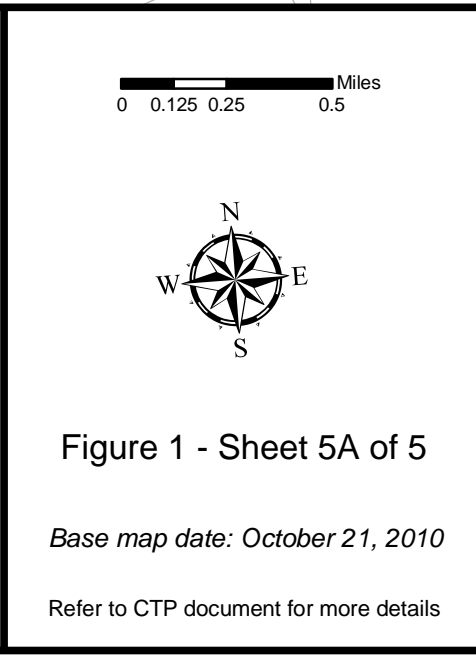 Miles
0 0.125 0.25 0.5
N
W E
S
Figure 1 - Sheet 5A of 5
Base map date: October 21, 2010
Refer to CTP document for more details